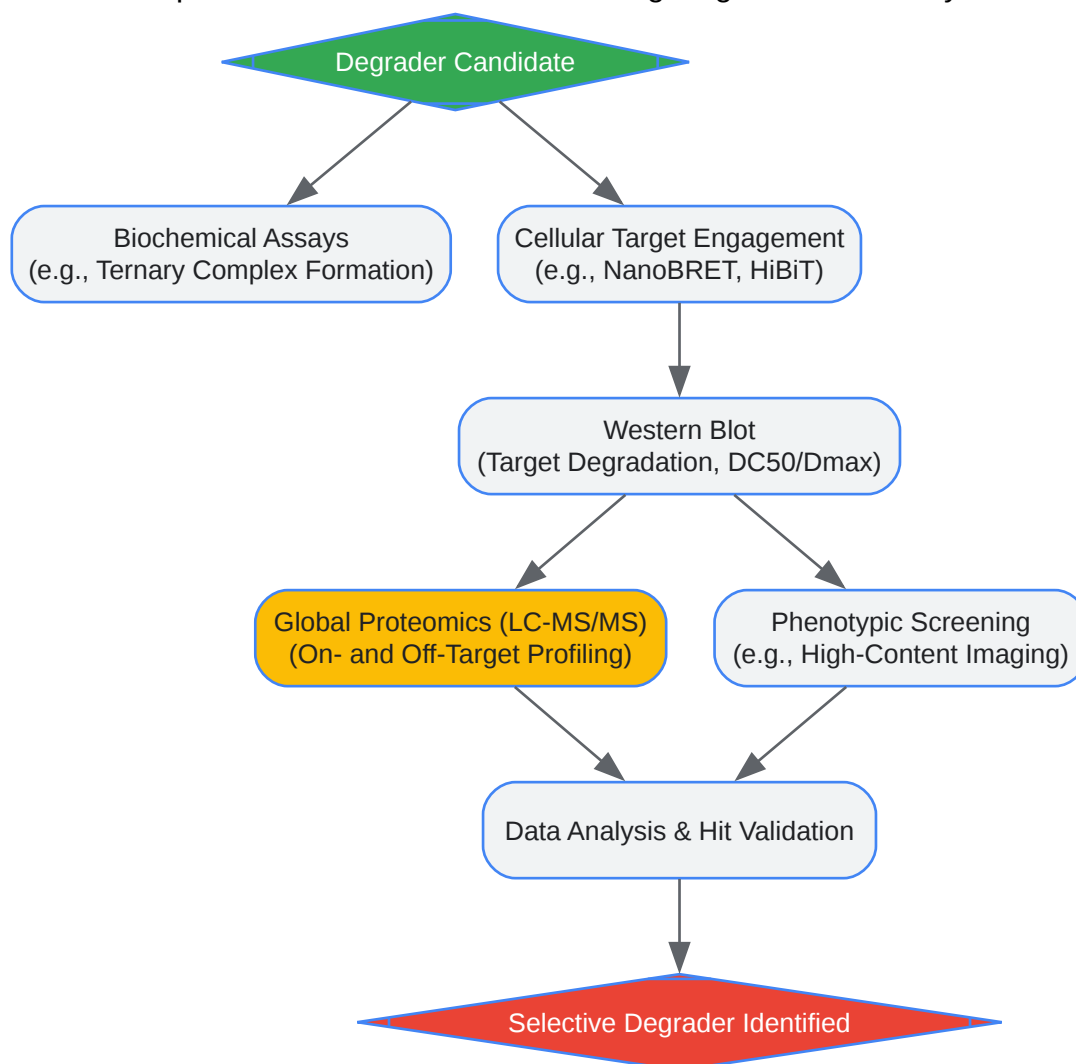 Degrader Candidate
Biochemical Assays
(e.g., Ternary Complex Formation)
Cellular Target Engagement
(e.g., NanoBRET, HiBiT)
Western Blot
(Target Degradation, DC50/Dmax)
Global Proteomics (LC-MS/MS)
(On- and Off-Target Profiling)
Phenotypic Screening
(e.g., High-Content Imaging)
Data Analysis & Hit Validation
Selective Degrader Identified